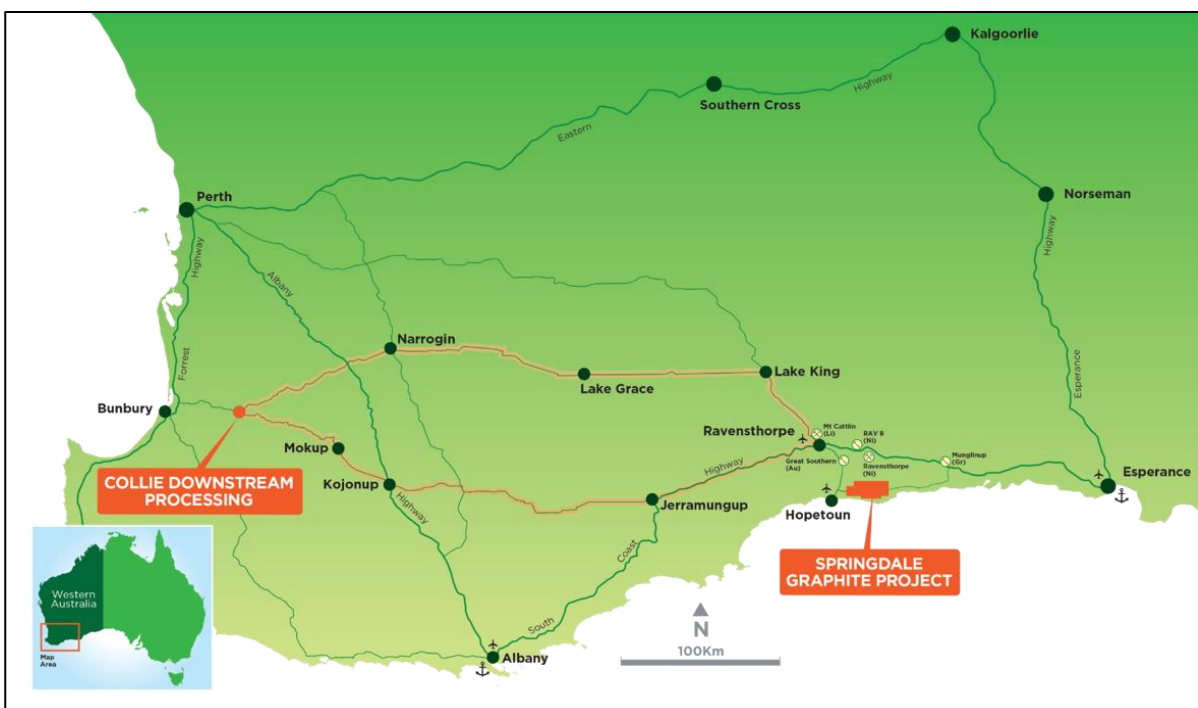 Kalgoorlie
Highway
Southern Cross
Eastern
Perth
Norseman
Highway
Highway
Albany
Narrogin
Forrest
Lake Grace
Lake King
Esperance
Bunbury
Mokup
Ravensthorpe
Mt Cattlin
(Li)
RAV 8
(Ni)
COLLIE DOWNSTREAM
PROCESSING
Kojonup
Highway
Highway
Great Southern
(Au)
Ravensthorpe
(Ni)
Munglinup
(Gr)
Esperance
Jerramungup
Hopetoun
Coast
SPRINGDALE
GRAPHITE PROJECT
Western
Australia
Map
Area
South
Albany
N
100Km